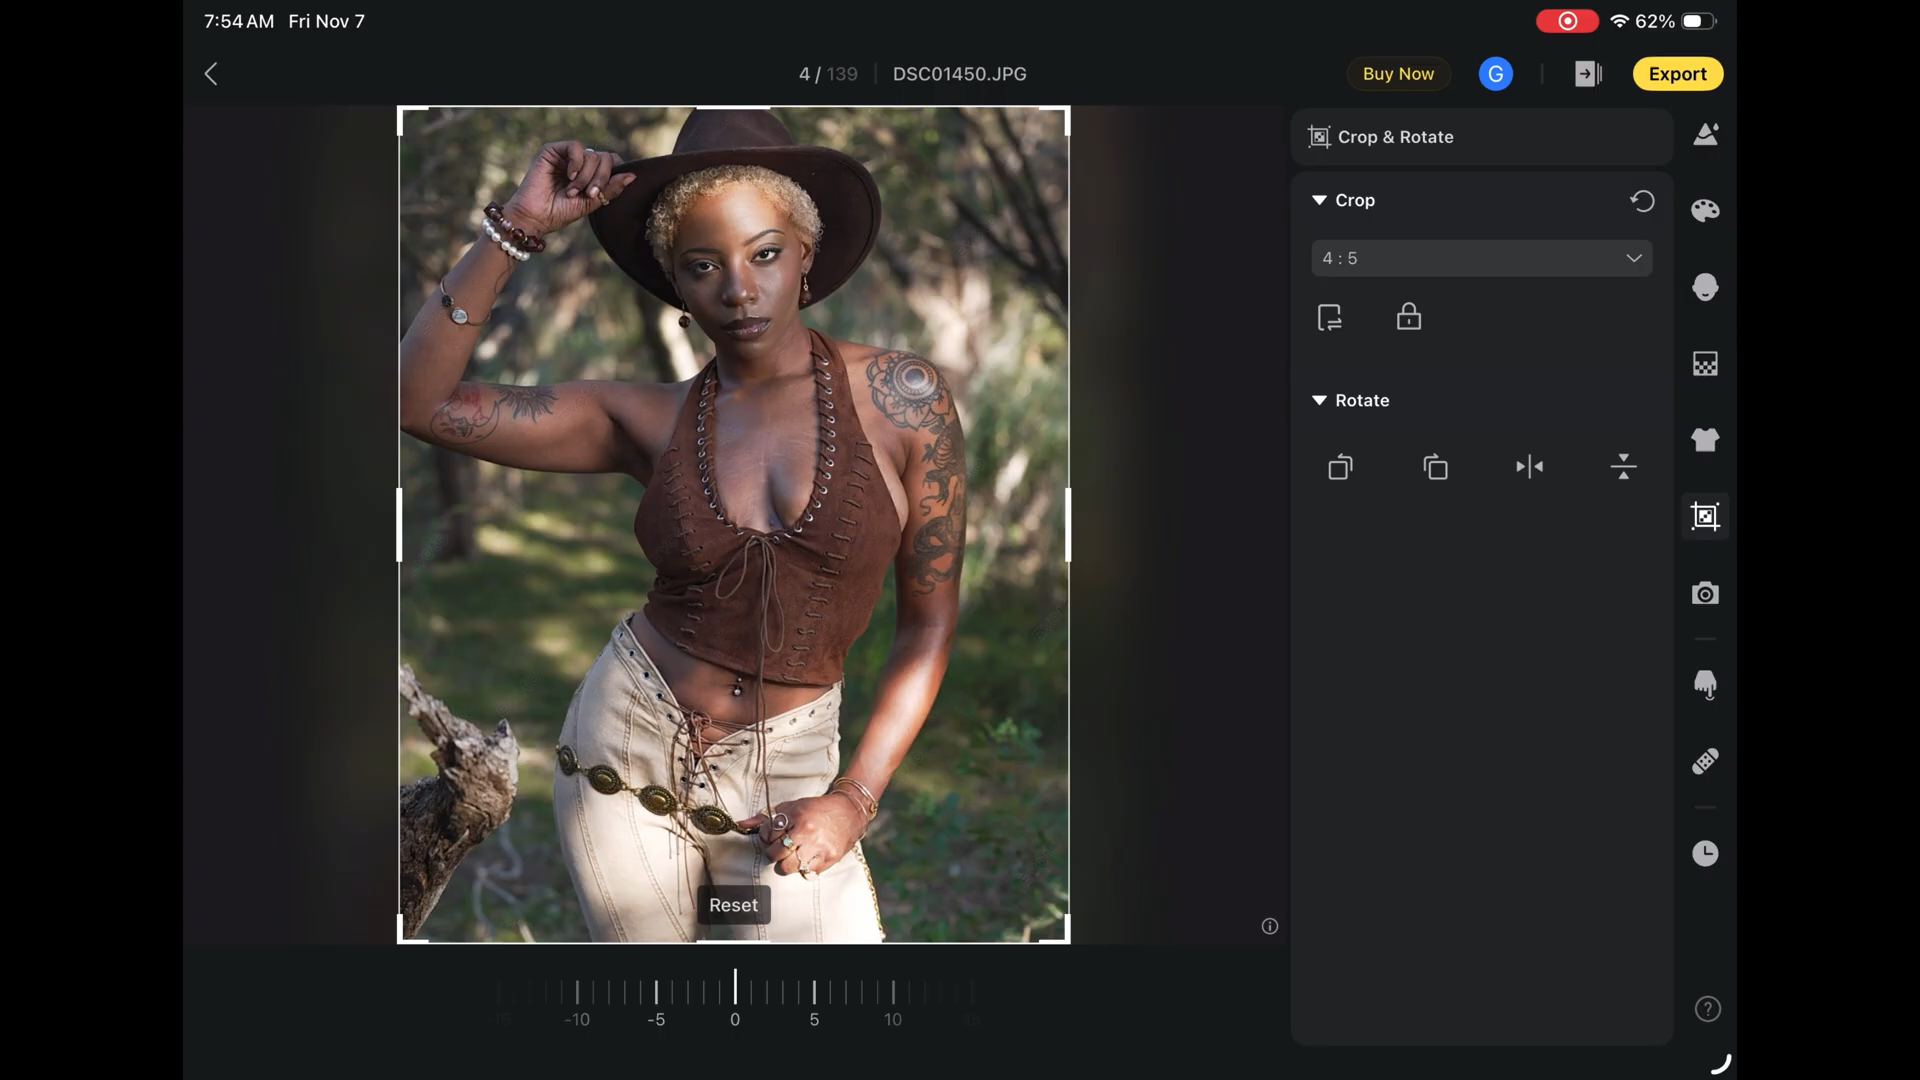 7:54 AM Fri Nov 7
62%
4 / 139
DSC01450.JPG
Buy Now
G
Export
Crop & Rotate
Crop
4 : 5
Rotate
Reset
-10 -5 0 5 10
?